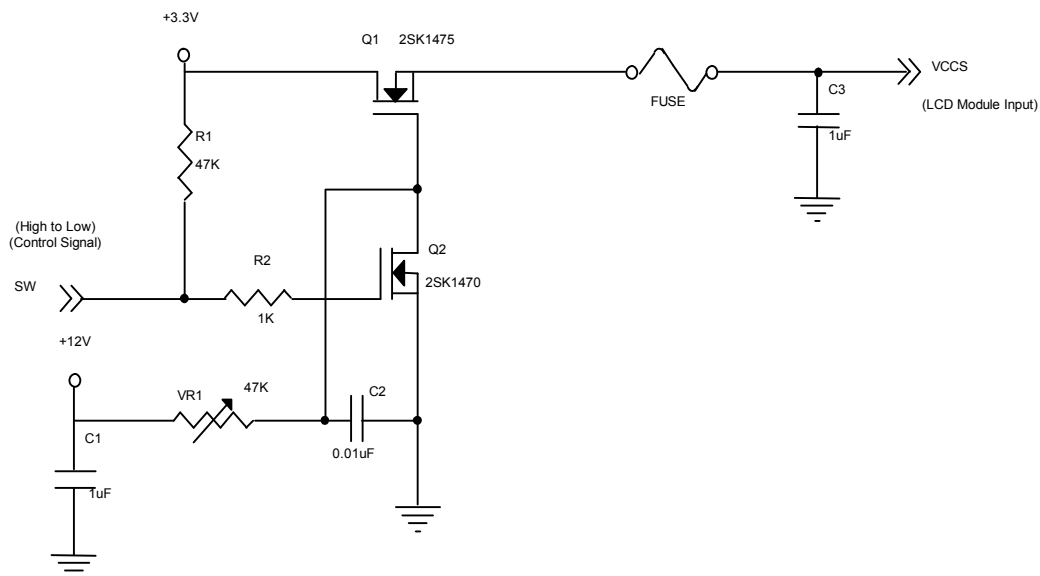 +3.3V
Q1 2SK1475
FUSE
VCCS
C3
(LCD Module Input)
1uF
R1
47K
(High to Low)
(Control Signal)
SW
R2
1K
Q2
2SK1470
+12V
VR1
47K
C2
0.01uF
C1
1uF